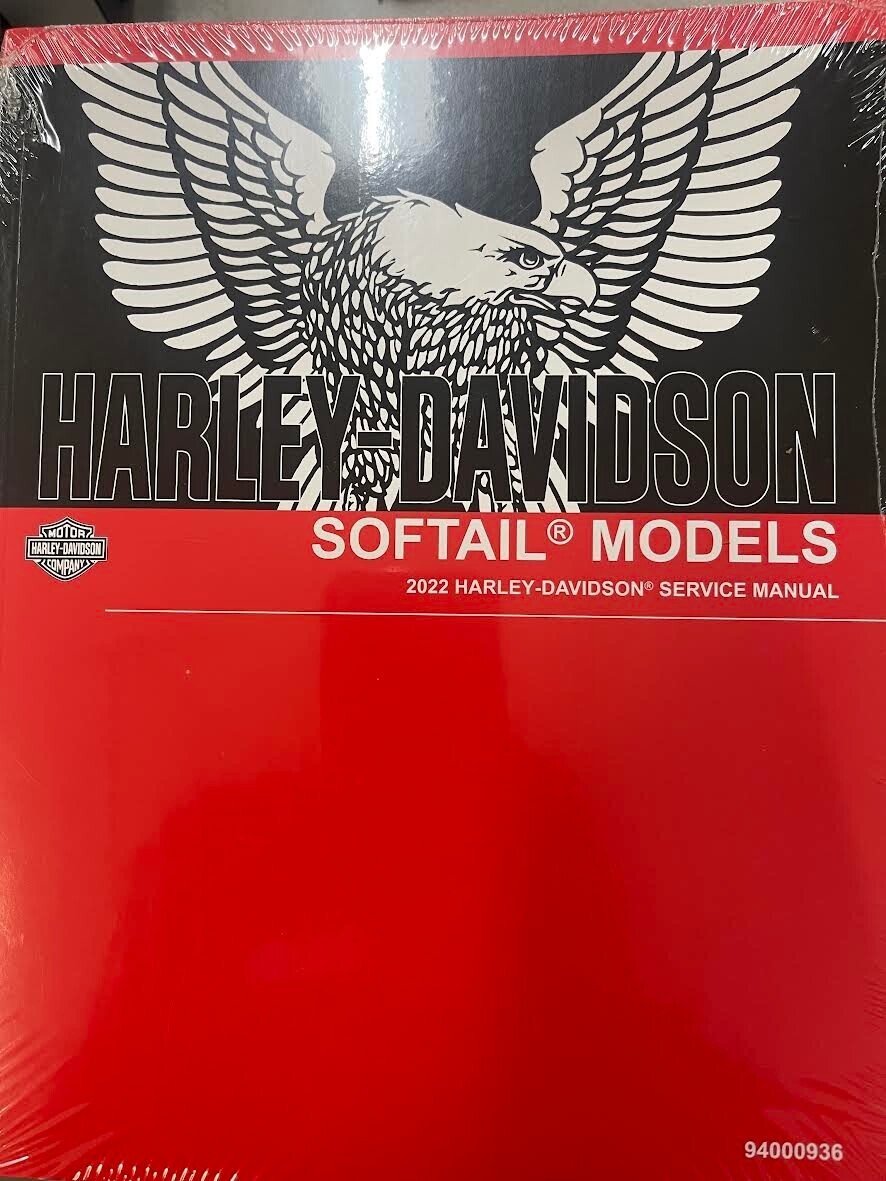 HARLEY-DAVIDSON
SOFTAIL® MODELS
MOTOR
HARLEY-DAVIDSON
COMPANY
2022 HARLEY-DAVIDSON® SERVICE MANUAL
94000936